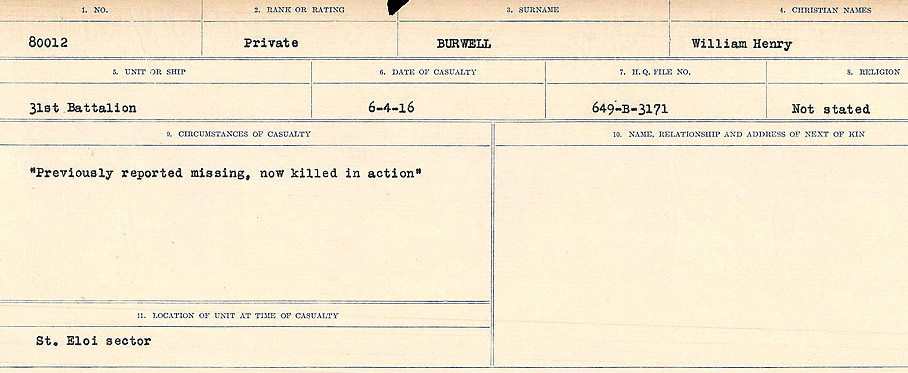 1. NO. 2. RANK OR RATING 3. SURNAME 4. CHRISTIAN NAMES
80012 Private BURWELL William Henry
5. UNIT OR SHIP 6. DATE OF CASUALTY 7. H.Q. FILE NO. 8. RELIGION
31st Battalion 6-4-16 649-B-3171 Not stated
9. CIRCUMSTANCES OF CASUALTY 10. NAME, RELATIONSHIP AND ADDRESS OF NEXT OF KIN
"Previously reported missing, now killed in action"
11. LOCATION OF UNIT AT TIME OF CASUALTY
St. Eloi sector